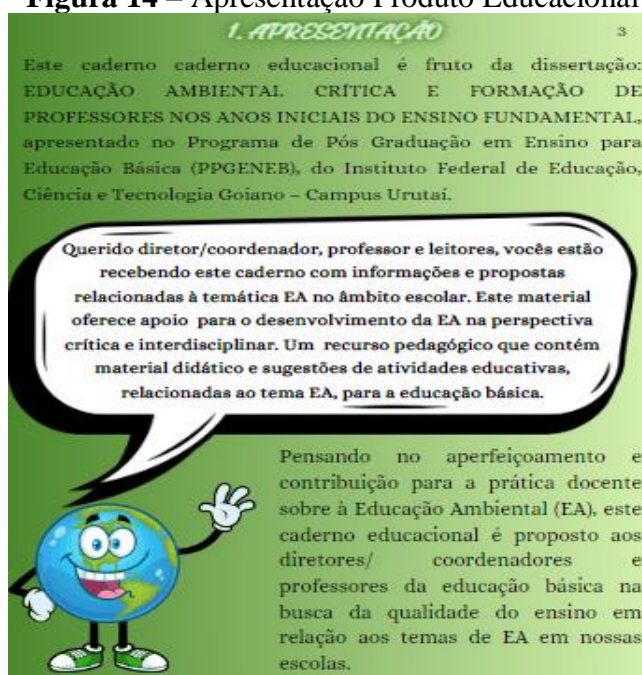 Figura 14 – Apresentação Produto Educacional
1. APRESENTAÇÃO
3
Este caderno caderno educacional é fruto da dissertação:
EDUCAÇÃO AMBIENTAL CRÍTICA E FORMAÇÃO DE
PROFESSORES NOS ANOS INICIAIS DO ENSINO FUNDAMENTAL,
apresentado no Programa de Pós Graduação em Ensino para
Educação Básica (PPGENEB), do Instituto Federal de Educação,
Ciência e Tecnologia Goiano – Campus Urutaí.
Querido diretor/coordenador, professor e leitores, vocês estão
recebendo este caderno com informações e propostas
relacionadas à temática EA no âmbito escolar. Este material
oferece apoio para o desenvolvimento da EA na perspectiva
crítica e interdisciplinar. Um recurso pedagógico que contém
material didático e sugestões de atividades educativas,
relacionadas ao tema EA, para a educação básica.
Pensando no aperfeiçoamento e
contribuição para a prática docente
sobre à Educação Ambiental (EA), este
caderno educacional é proposto aos
diretores/ coordenadores e
professores da educação básica na
busca da qualidade do ensino em
relação aos temas de EA em nossas
escolas.